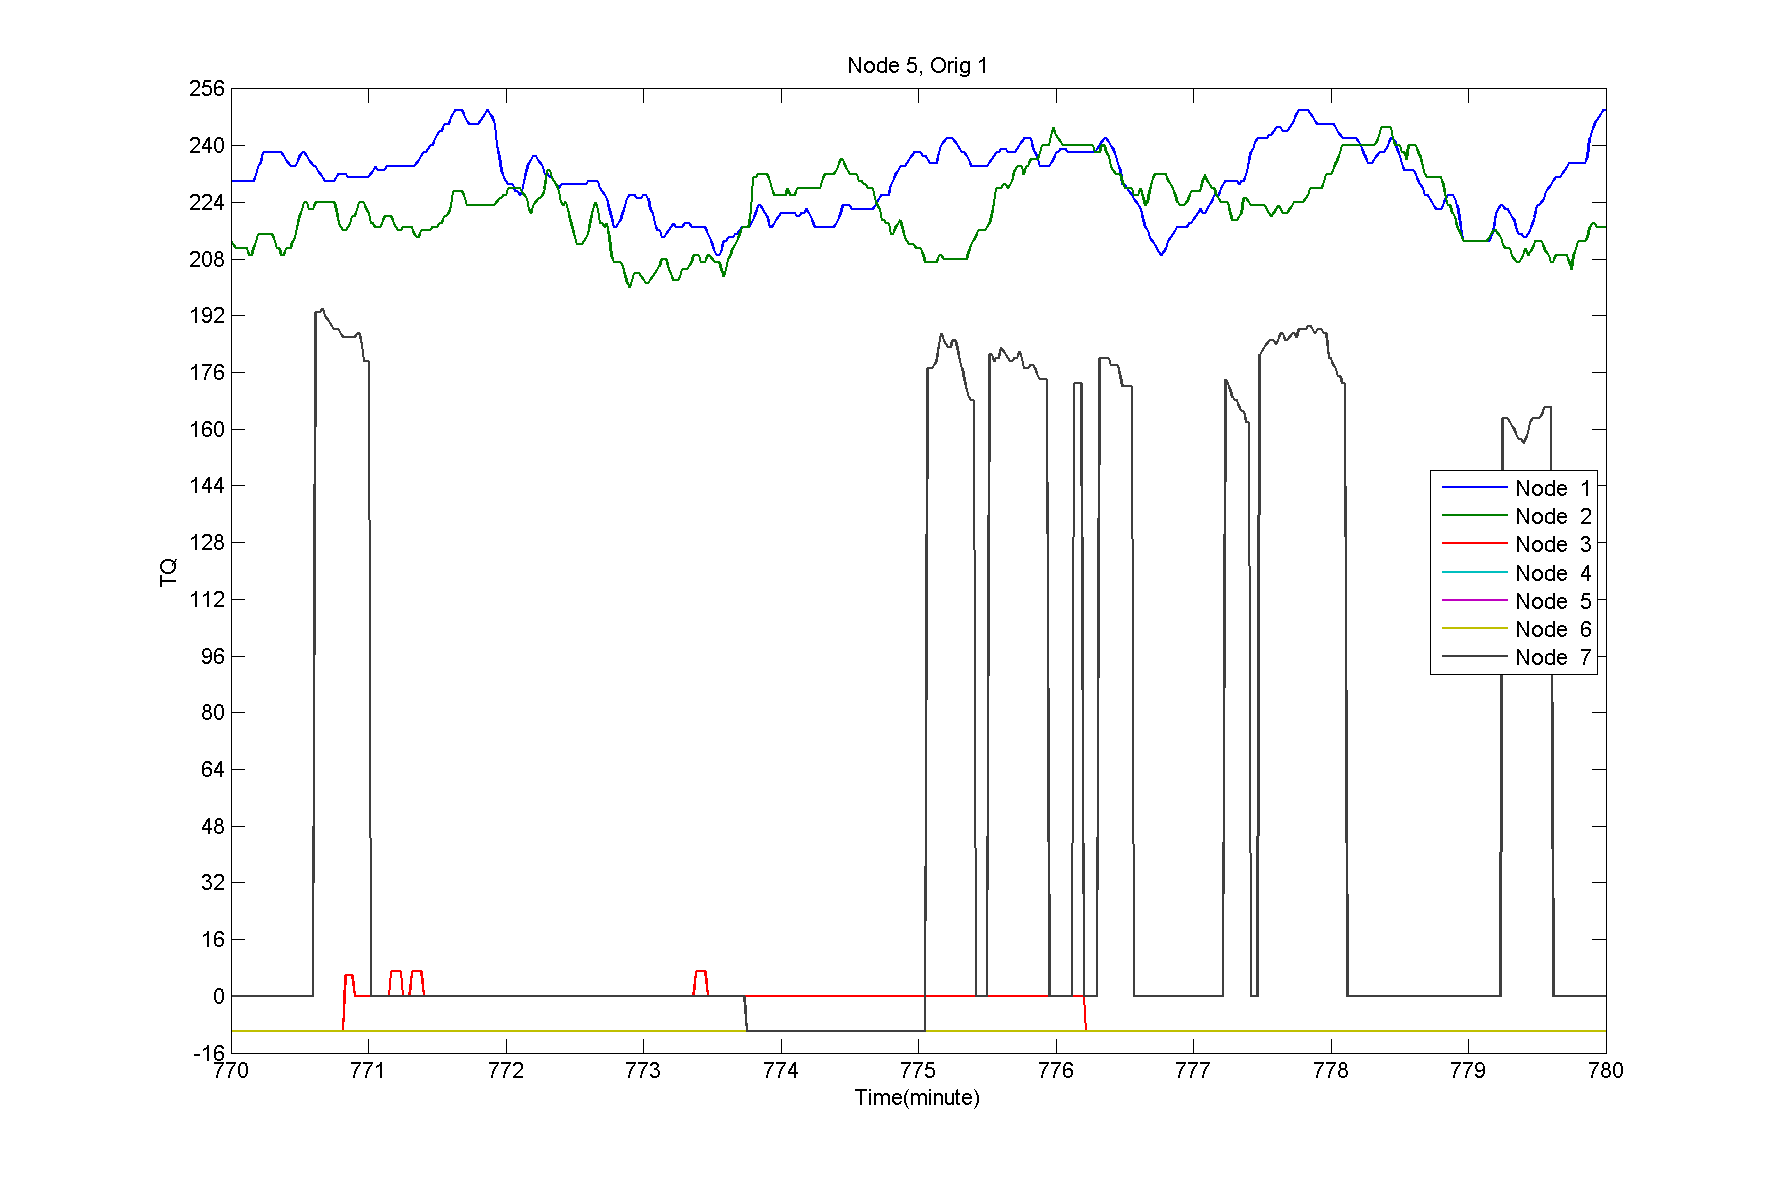 Node 5, Orig 1
256
240
224
208
192
176
160
144
128
112
96
80
64
48
32
16
0
-16
TQ
Node 1
Node 2
Node 3
Node 4
Node 5
Node 6
Node 7
770 771 772 773 774 775 776 777 778 779 780
Time(minute)